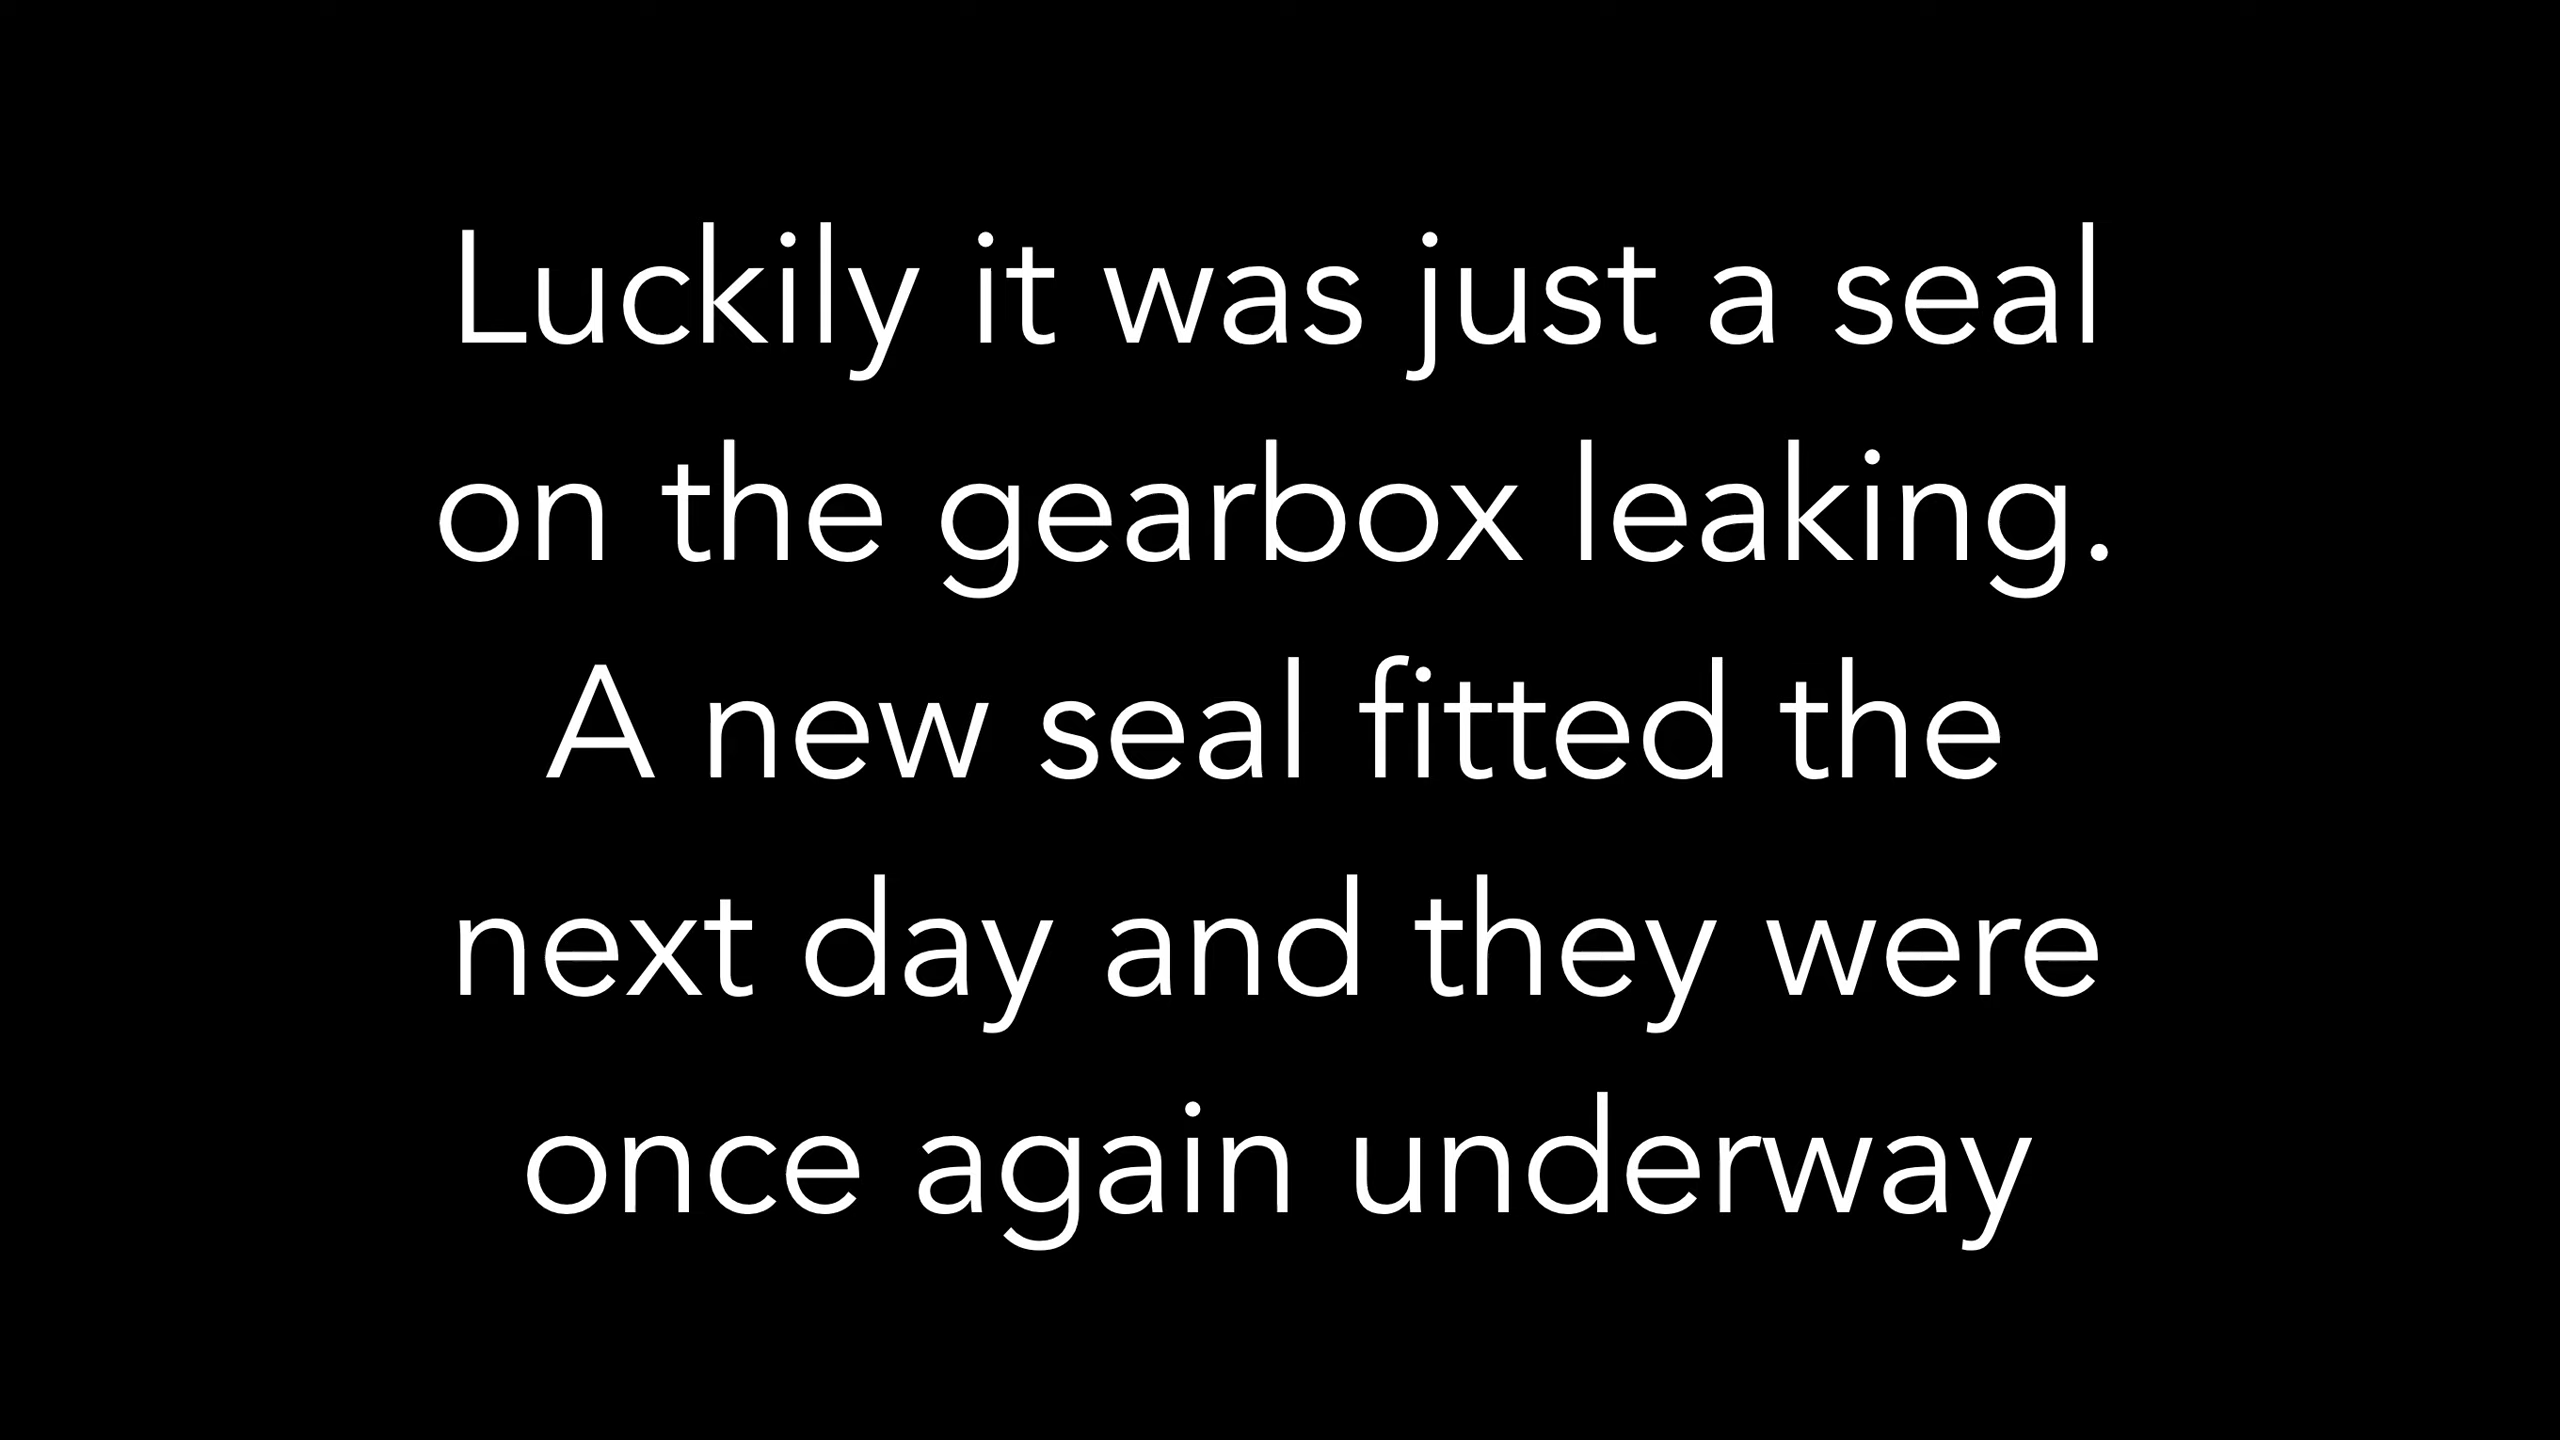 Luckily it was just a seal
on the gearbox leaking.
A new seal fitted the
next day and they were
once again underway